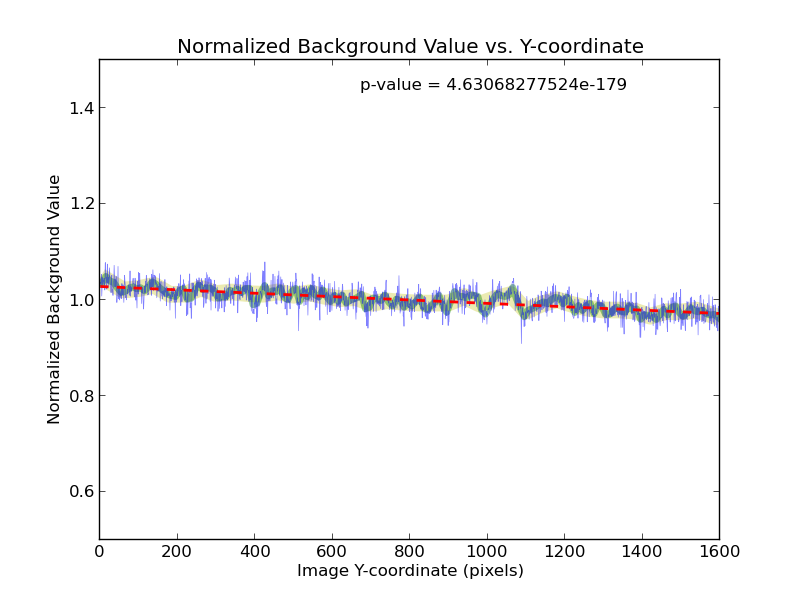 Normalized Background Value vs. Y-coordinate
p-value = 4.63068277524e-179
1.4
1.2
1.0
0.8
0.6
Normalized Background Value
0 200 400 600 800 1000 1200 1400 1600
Image Y-coordinate (pixels)